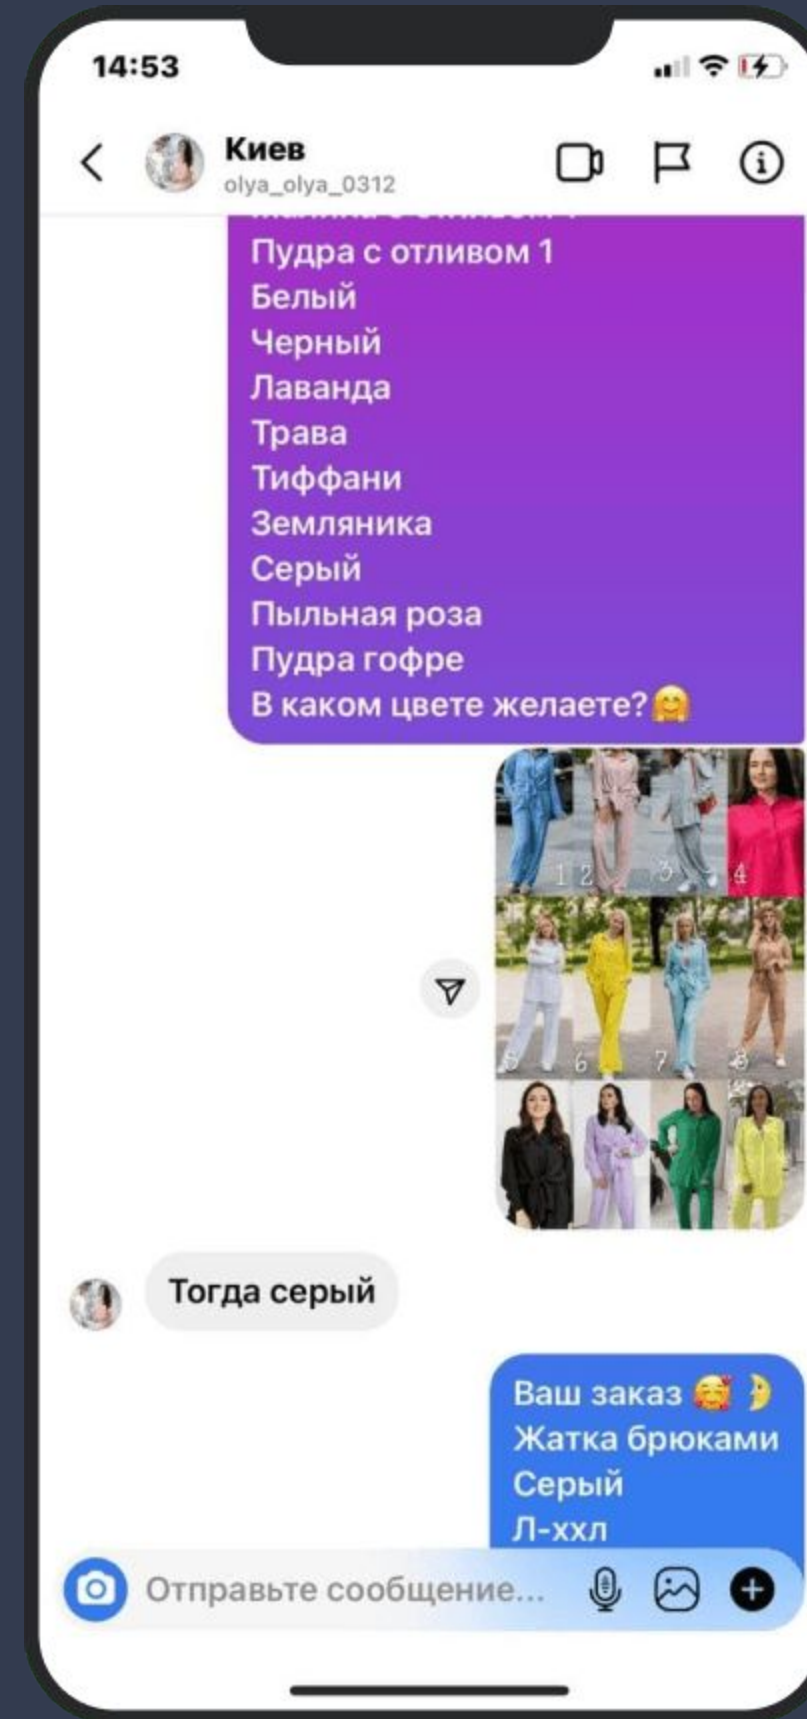 14:53
Киев
olya_olya_0312
Пудра с отливом 1
Белый
Черный
Лаванда
Трава
Тиффани
Земляника
Серый
Пыльная роза
Пудра гофре
В каком цвете желаете?🤗
1 2 3 4
5 6 7 8
Тогда серый
Ваш заказ 🥰 🌛
Жатка брюками
Серый
Л-ххл
Отправьте сообщение...